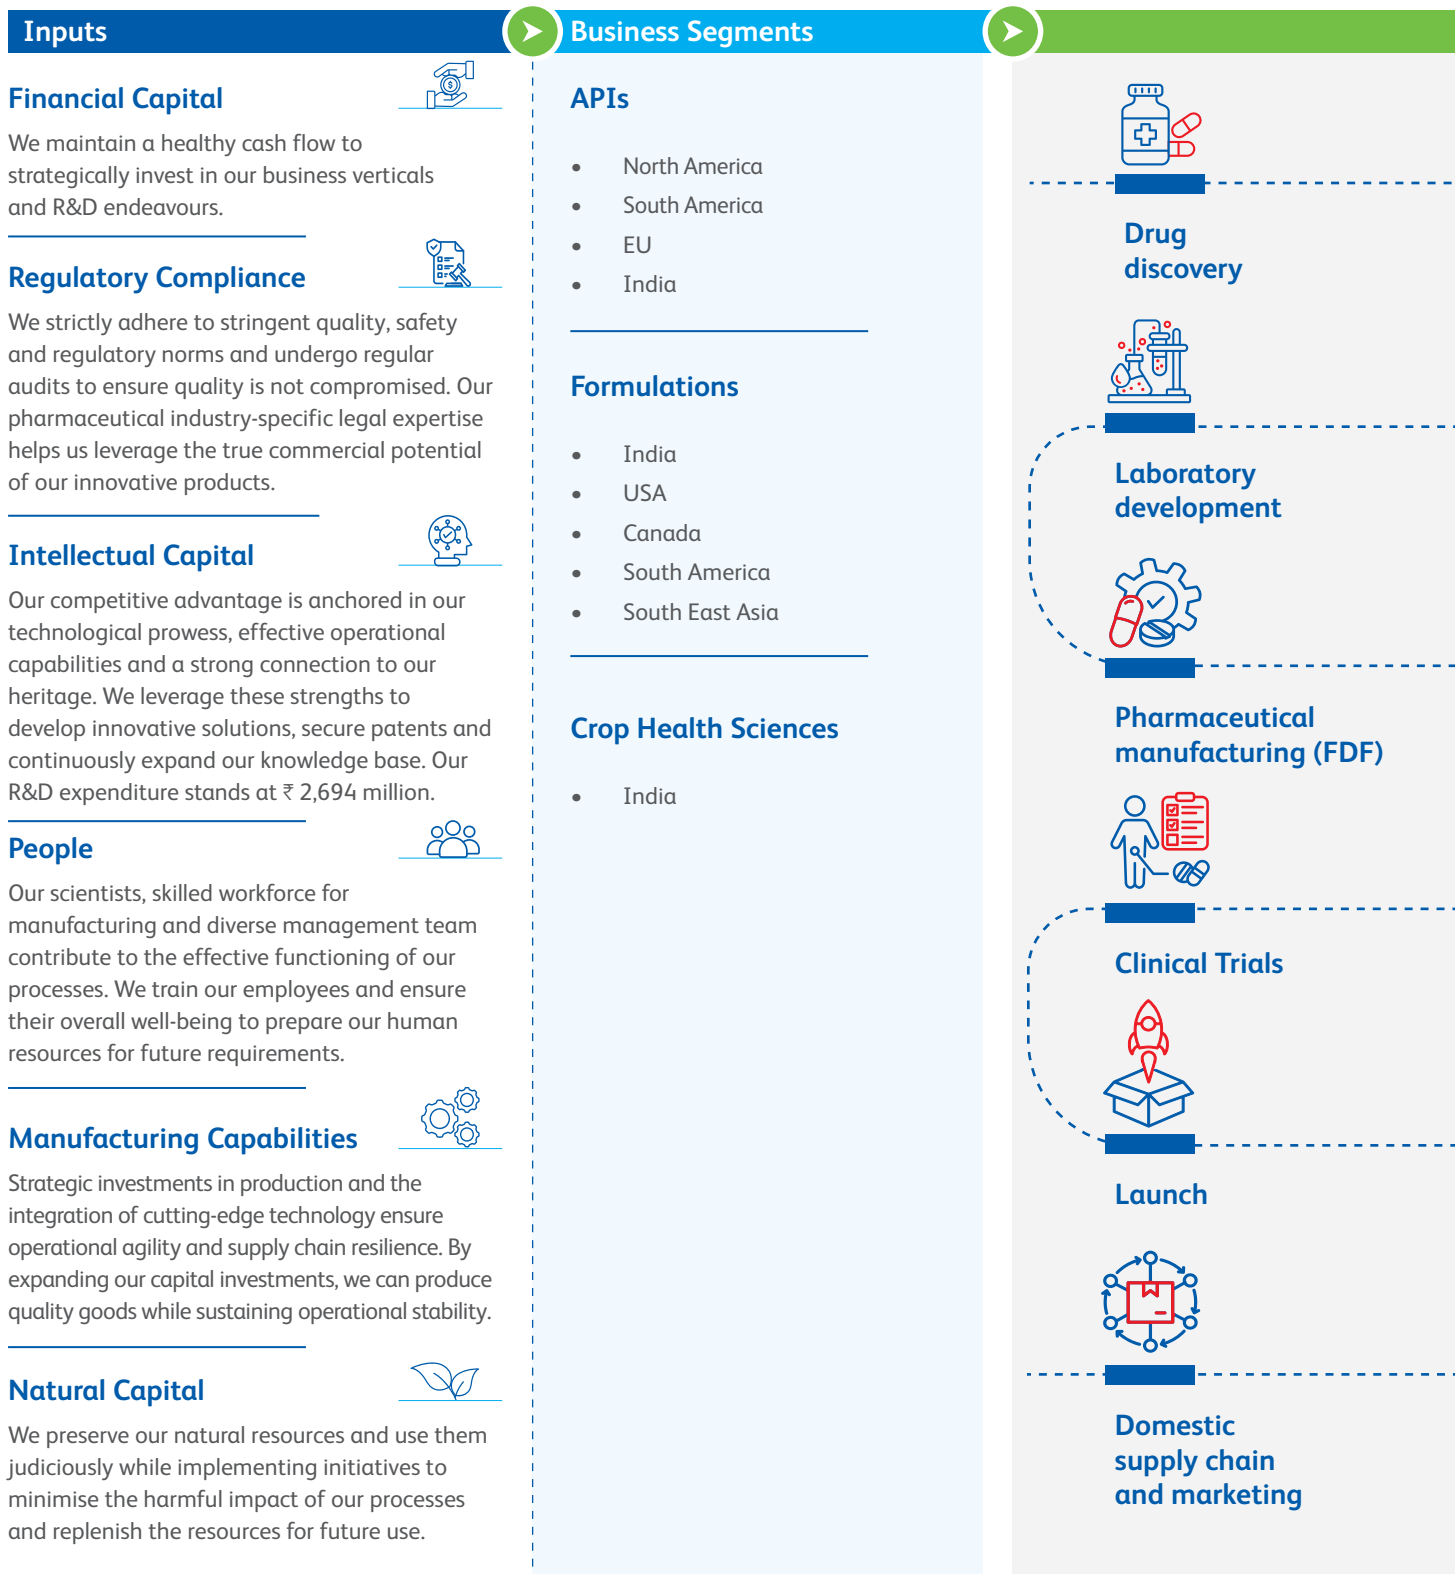 Inputs
Financial Capital
We maintain a healthy cash flow to
strategically invest in our business verticals
and R&D endeavours.
Regulatory Compliance
We strictly adhere to stringent quality, safety
and regulatory norms and undergo regular
audits to ensure quality is not compromised. Our
pharmaceutical industry-specific legal expertise
helps us leverage the true commercial potential
of our innovative products.
Intellectual Capital
Our competitive advantage is anchored in our
technological prowess, effective operational
capabilities and a strong connection to our
heritage. We leverage these strengths to
develop innovative solutions, secure patents and
continuously expand our knowledge base. Our
R&D expenditure stands at ₹ 2,694 million.
People
Our scientists, skilled workforce for
manufacturing and diverse management team
contribute to the effective functioning of our
processes. We train our employees and ensure
their overall well-being to prepare our human
resources for future requirements.
Manufacturing Capabilities
Strategic investments in production and the
integration of cutting-edge technology ensure
operational agility and supply chain resilience. By
expanding our capital investments, we can produce
quality goods while sustaining operational stability.
Natural Capital
We preserve our natural resources and use them
judiciously while implementing initiatives to
minimise the harmful impact of our processes
and replenish the resources for future use.
Business Segments
APIs
• North America
• South America
• EU
• India
Formulations
• India
• USA
• Canada
• South America
• South East Asia
Crop Health Sciences
• India
Drug
discovery
Laboratory
development
Pharmaceutical
manufacturing (FDF)
Clinical Trials
Launch
Domestic
supply chain
and marketing